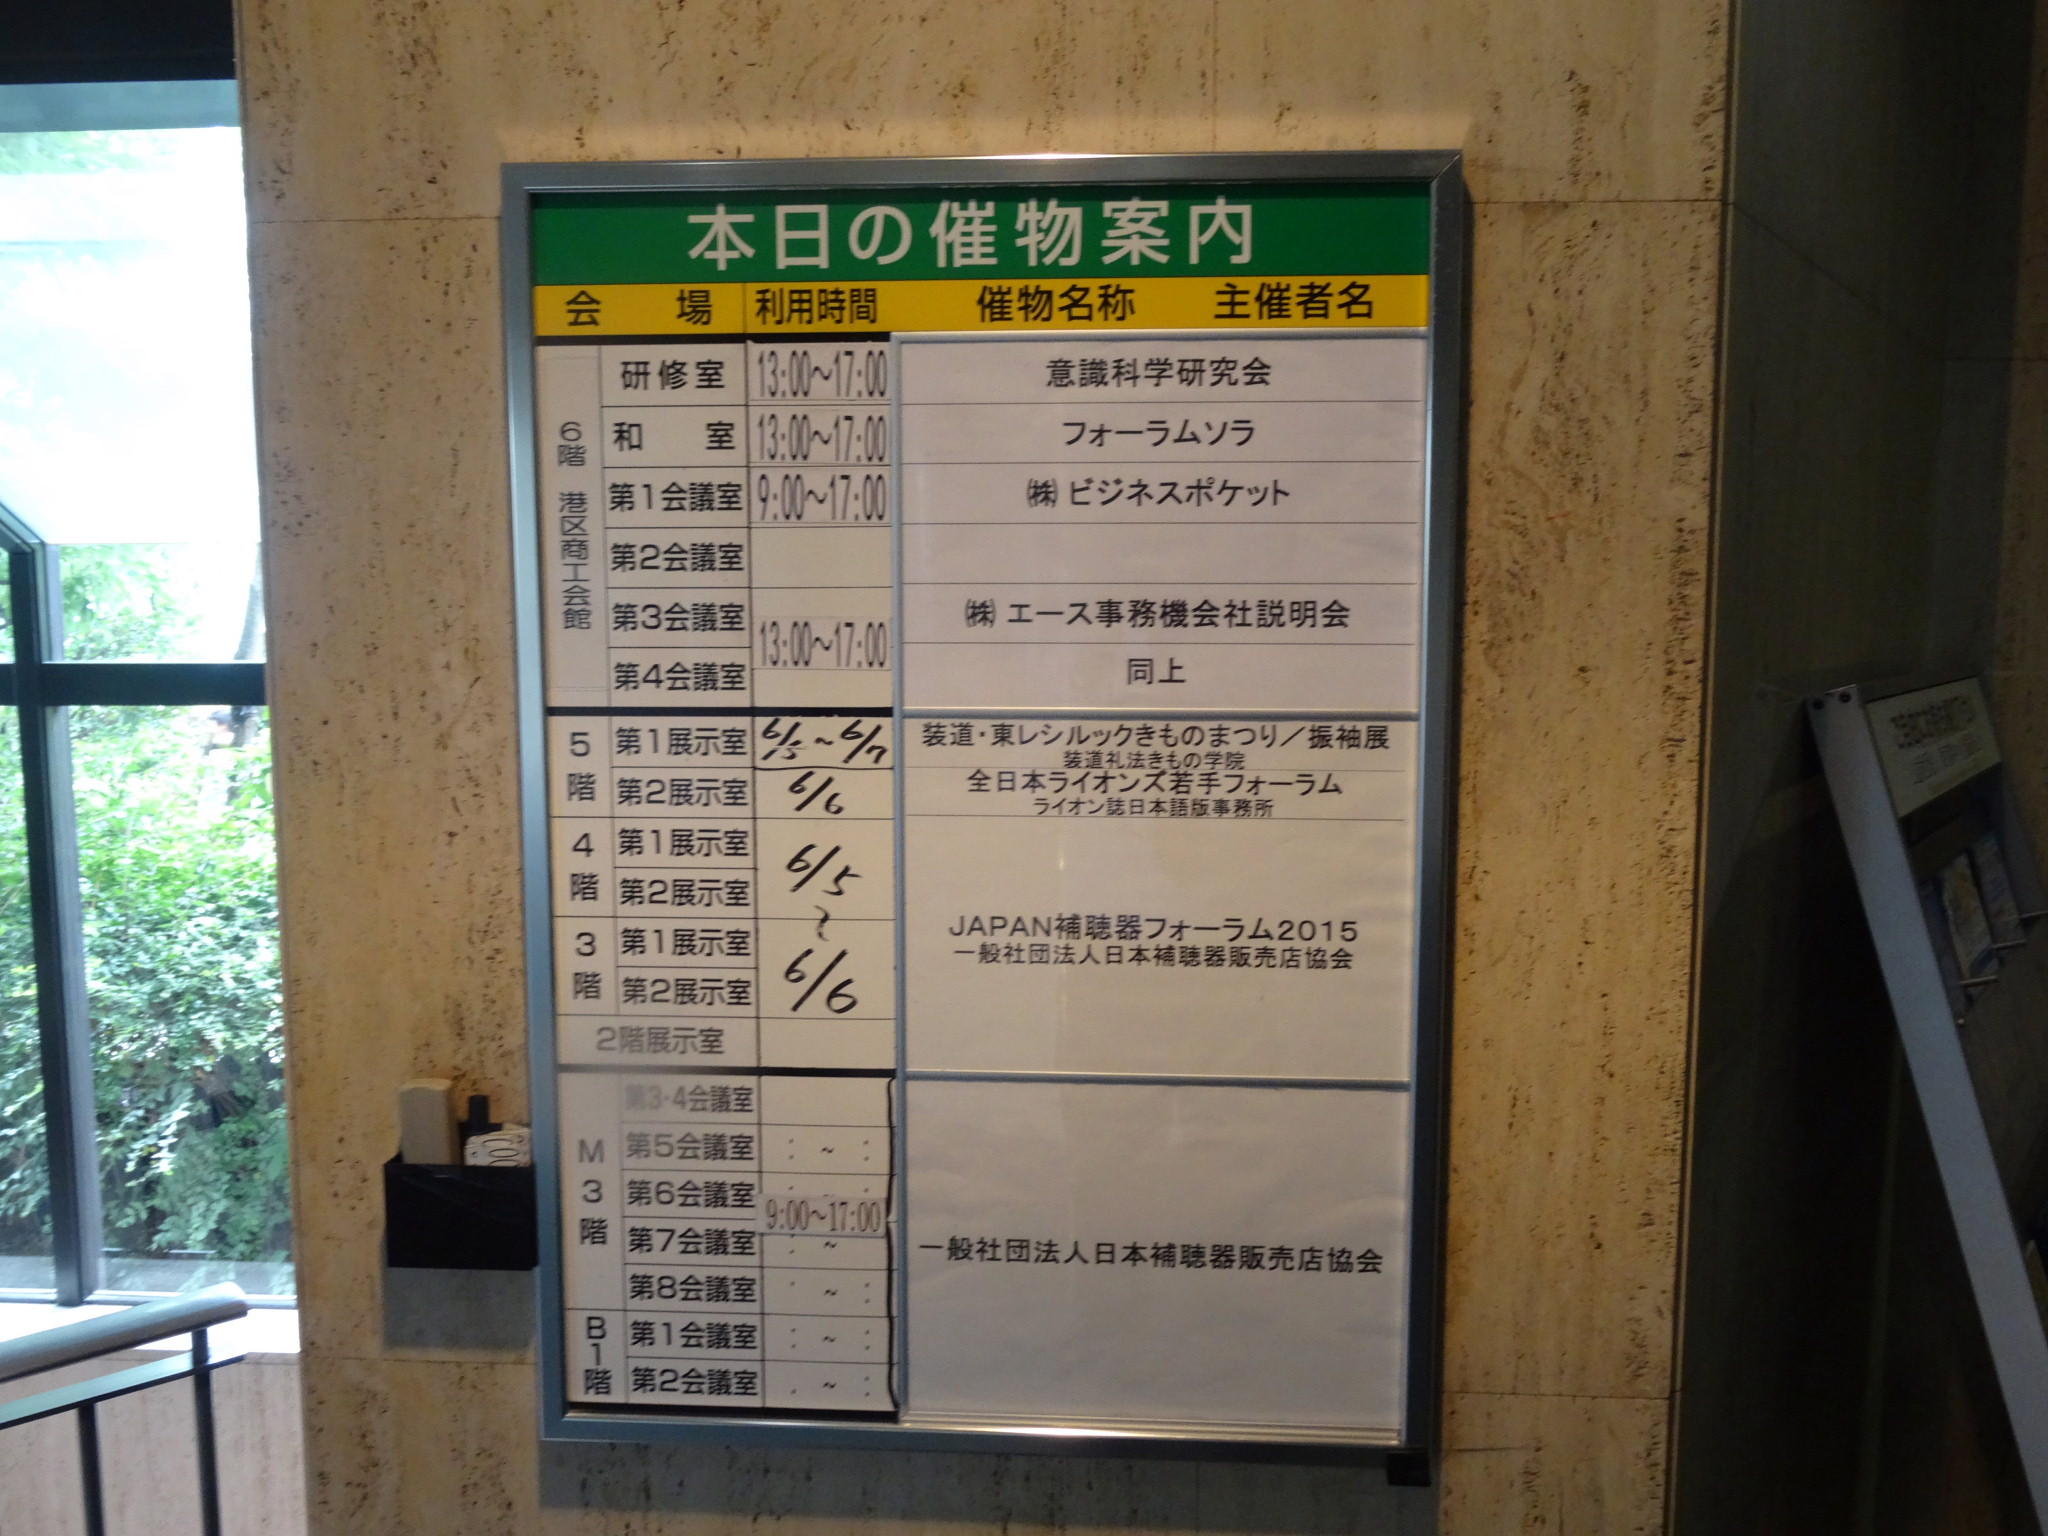 本日の催物案内
会場 利用時間 催物名称 主催者名
6階 港区商工会館
研修室 13:00～17:00 意識科学研究会
和室 13:00～17:00 フォーラムソラ
第1会議室 9:00～17:00 ㈱ ビジネスポケット
第2会議室
第3会議室 13:00～17:00 ㈱ エース事務機会社説明会
第4会議室 同上
5階
第1展示室 6/5~6/7 装道・東レシルックきものまつり／振袖展
装道礼法きもの学院
第2展示室 6/6 全日本ライオンズ若手フォーラム
ライオン誌日本語版事務所
4階
第1展示室 6/5
第2展示室 ~
3階
第1展示室 6/6 JAPAN補聴器フォーラム2015
第2展示室 一般社団法人日本補聴器販売店協会
2階展示室
M3階
第3・4会議室
第5会議室 : ~ :
第6会議室 9:00～17:00
第7会議室 : ~ 一般社団法人日本補聴器販売店協会
第8会議室 : ~ :
B1階
第1会議室 : ~ :
第2会議室 : ~ :